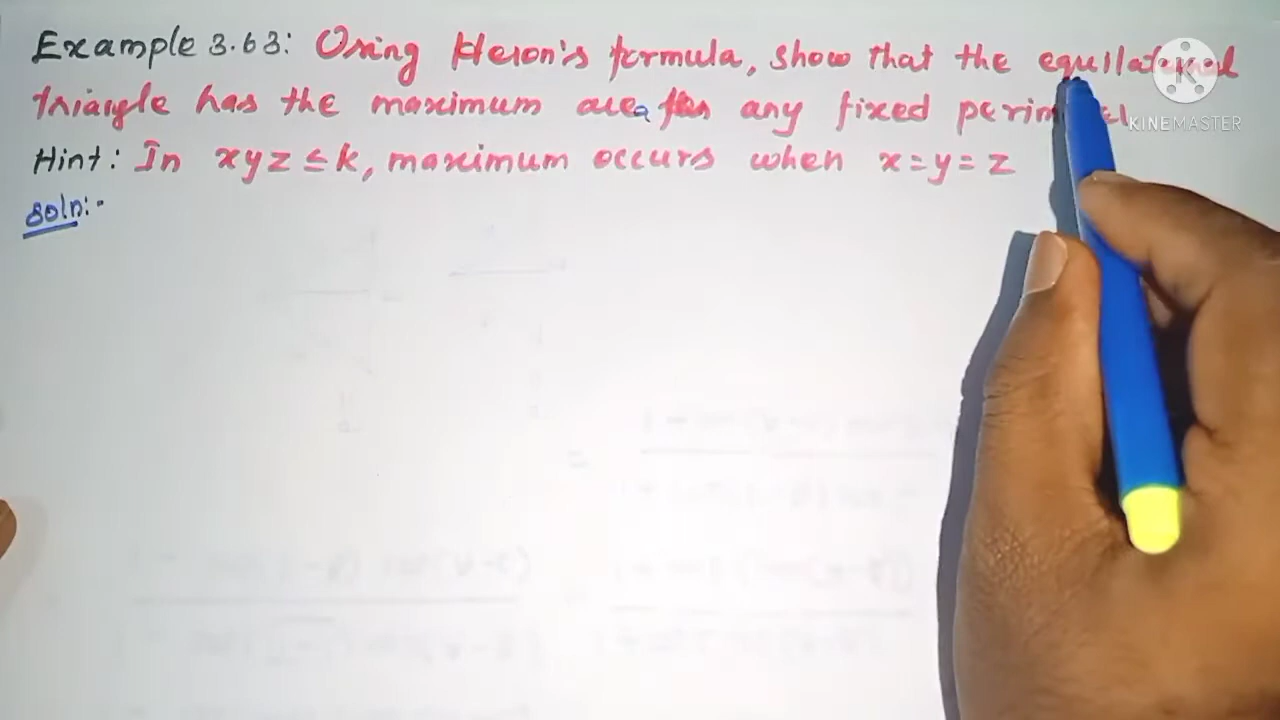 Example 3.63: Using Heron's formula, show that the equilateral
triangle has the maximum area for any fixed
Hint: In xyz ≤ k, maximum occurs when x = y = z
Soln:-
K
KINEMASTER